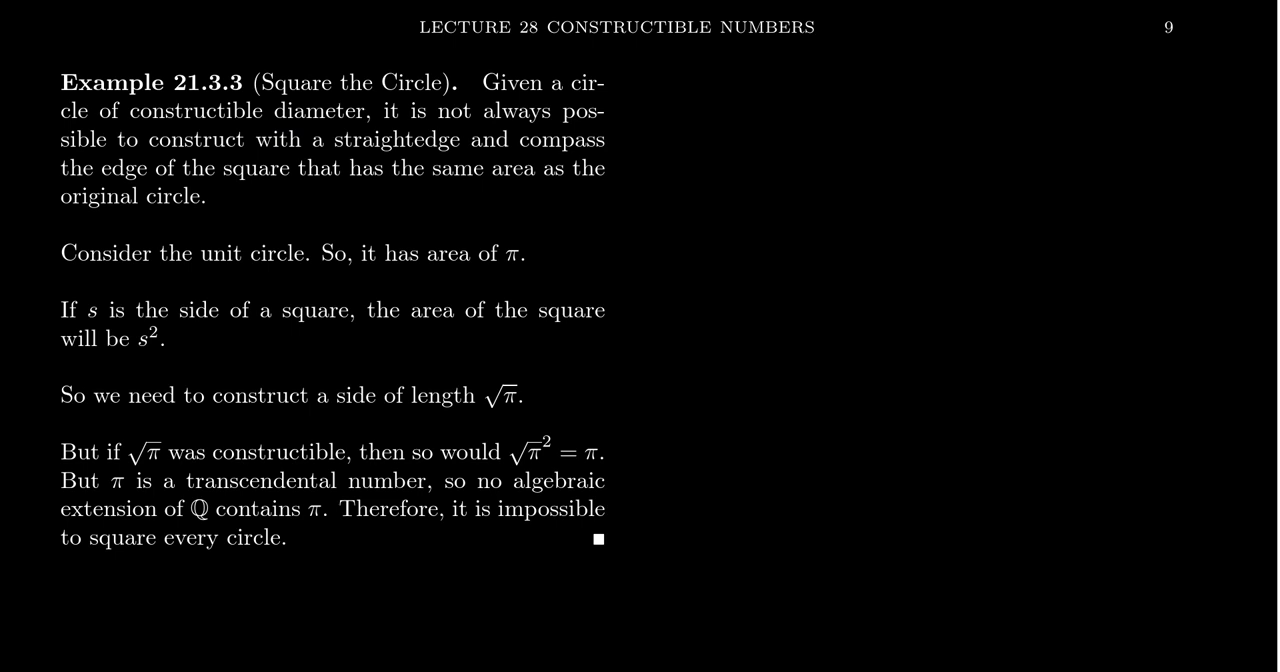 LECTURE 28 CONSTRUCTIBLE NUMBERS 9
Example 21.3.3 (Square the Circle). Given a cir-
cle of constructible diameter, it is not always pos-
sible to construct with a straightedge and compass
the edge of the square that has the same area as the
original circle.
Consider the unit circle. So, it has area of π.
If s is the side of a square, the area of the square
will be s².
So we need to construct a side of length √π.
But if √π was constructible, then so would √π² = π.
But π is a transcendental number, so no algebraic
extension of ℚ contains π. Therefore, it is impossible
to square every circle. ■